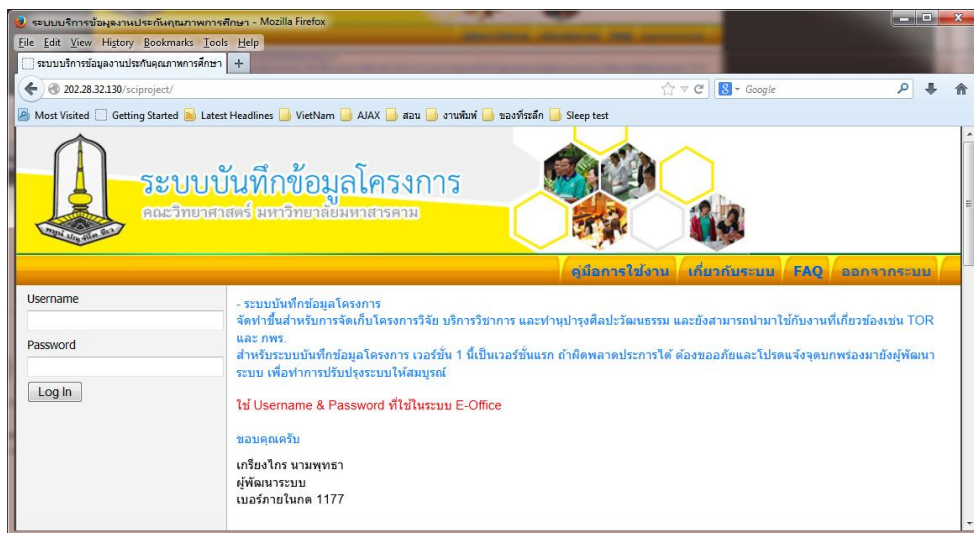 ระบบบริการข้อมูลงานประกันคุณภาพการศึกษา - Mozilla Firefox
File Edit View History Bookmarks Tools Help
ระบบบริการข้อมูลงานประกันคุณภาพการศึกษา +
202.28.32.130/sciproject/
Google
Most Visited Getting Started Latest Headlines VietNam AJAX สอน งานพิมพ์ ของที่ระลึก Sleep test
ระบบบันทึกข้อมูลโครงการ
คณะวิทยาศาสตร์ มหาวิทยาลัยมหาสารคาม
คู่มือการใช้งาน เกี่ยวกับระบบ FAQ ออกจากระบบ
Username
Password
Log In
- ระบบบันทึกข้อมูลโครงการ
จัดทำขึ้นสำหรับการจัดเก็บโครงการวิจัย บริการวิชาการ และทำนุบำรุงศิลปะวัฒนธรรม และยังสามารถนำมาใช้กับงานที่เกี่ยวข้องเช่น TOR
และ กพร.
สำหรับระบบบันทึกข้อมูลโครงการ เวอร์ชั่น 1 นี้เป็นเวอร์ชั่นแรก ถ้าผิดพลาดประการใด้ ต้องขออภัยและโปรดแจ้งจุดบกพร่องมายังผู้พัฒนา
ระบบ เพื่อทำการปรับปรุงระบบให้สมบูรณ์
ใช้ Username & Password ที่ใช้ในระบบ E-Office
ขอบคุณครับ
เกรียงไกร นามพุทธา
ผู้พัฒนาระบบ
เบอร์ภายในกด 1177